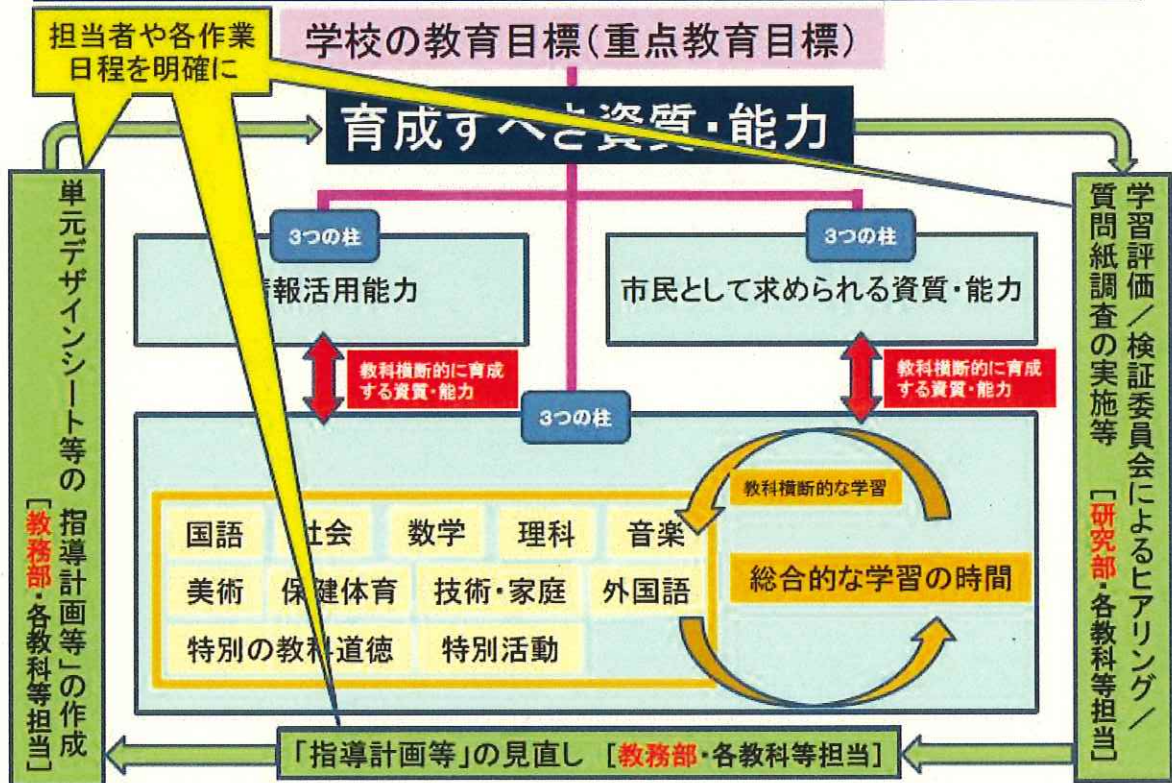 担当者や各作業
日程を明確に
学校の教育目標(重点教育目標)
育成すべき資質・能力
3つの柱
情報活用能力
3つの柱
市民として求められる資質・能力
教科横断的に育成
する資質・能力
教科横断的に育成
する資質・能力
3つの柱
国語
社会
数学
理科
音楽
美術
保健体育
技術・家庭
外国語
特別の教科道徳
特別活動
教科横断的な学習
総合的な学習の時間
学習評価/検証委員会によるヒアリング/
質問紙調査の実施等 [研究部・各教科等担当]
「指導計画等」の見直し [教務部・各教科等担当]
単元デザインシート等の「指導計画等」の作成
[教務部・各教科等担当]